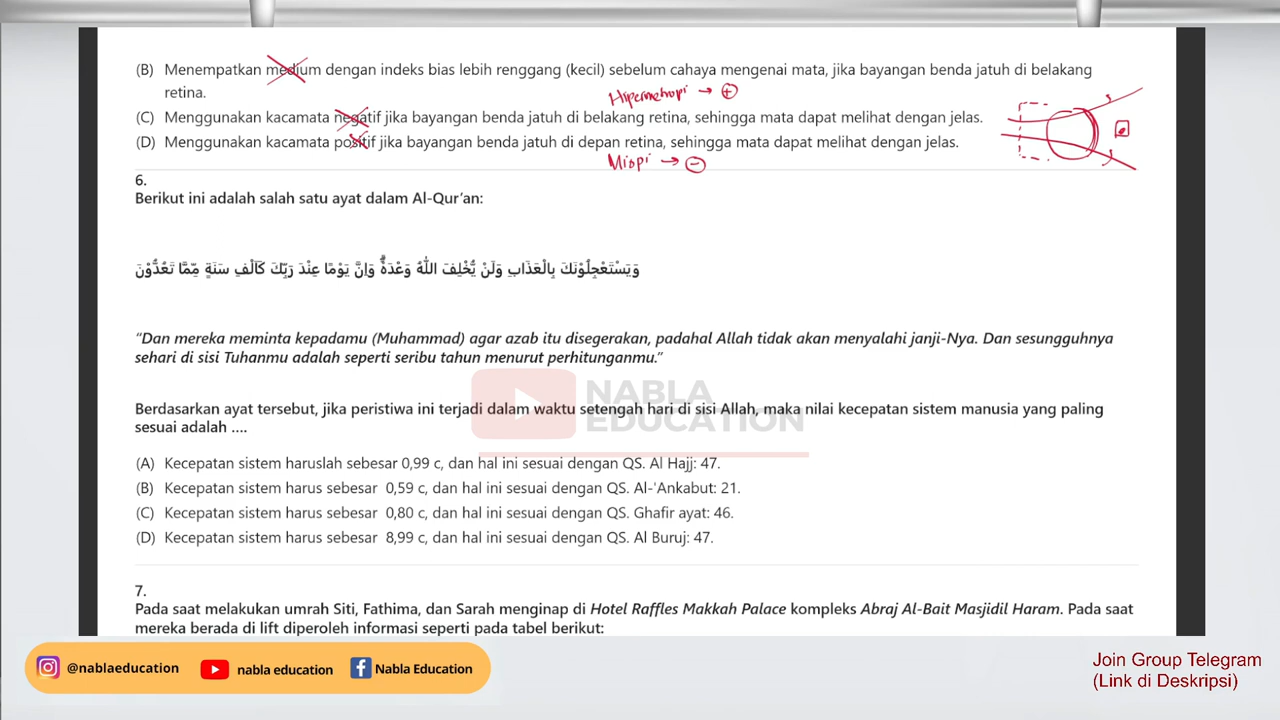 (B) Menempatkan medium dengan indeks bias lebih renggang (kecil) sebelum cahaya mengenai mata, jika bayangan benda jatuh di belakang
retina.
Hipermetropi → +
(C) Menggunakan kacamata negatif jika bayangan benda jatuh di belakang retina, sehingga mata dapat melihat dengan jelas.
(D) Menggunakan kacamata positif jika bayangan benda jatuh di depan retina, sehingga mata dapat melihat dengan jelas.
Miopi → −
6.
Berikut ini adalah salah satu ayat dalam Al-Qur’an:
وَيَسْتَعْجِلُوْنَكَ بِالْعَذَابِ وَلَنْ يُّخْلِفَ اللّٰهُ وَعْدَهٗۗ وَاِنَّ يَوْمًا عِنْدَ رَبِّكَ كَاَلْفِ سَنَةٍ مِّمَّا تَعُدُّوْنَ
“Dan mereka meminta kepadamu (Muhammad) agar azab itu disegerakan, padahal Allah tidak akan menyalahi janji-Nya. Dan sesungguhnya
sehari di sisi Tuhanmu adalah seperti seribu tahun menurut perhitunganmu.”
NABLA
EDUCATION
Berdasarkan ayat tersebut, jika peristiwa ini terjadi dalam waktu setengah hari di sisi Allah, maka nilai kecepatan sistem manusia yang paling
sesuai adalah ....
(A) Kecepatan sistem haruslah sebesar 0,99 c, dan hal ini sesuai dengan QS. Al Hajj: 47.
(B) Kecepatan sistem harus sebesar 0,59 c, dan hal ini sesuai dengan QS. Al-'Ankabut: 21.
(C) Kecepatan sistem harus sebesar 0,80 c, dan hal ini sesuai dengan QS. Ghafir ayat: 46.
(D) Kecepatan sistem harus sebesar 8,99 c, dan hal ini sesuai dengan QS. Al Buruj: 47.
7.
Pada saat melakukan umrah Siti, Fathima, dan Sarah menginap di Hotel Raffles Makkah Palace kompleks Abraj Al-Bait Masjidil Haram. Pada saat
mereka berada di lift diperoleh informasi seperti pada tabel berikut:
@nablaeducation nabla education Nabla Education
Join Group Telegram
(Link di Deskripsi)